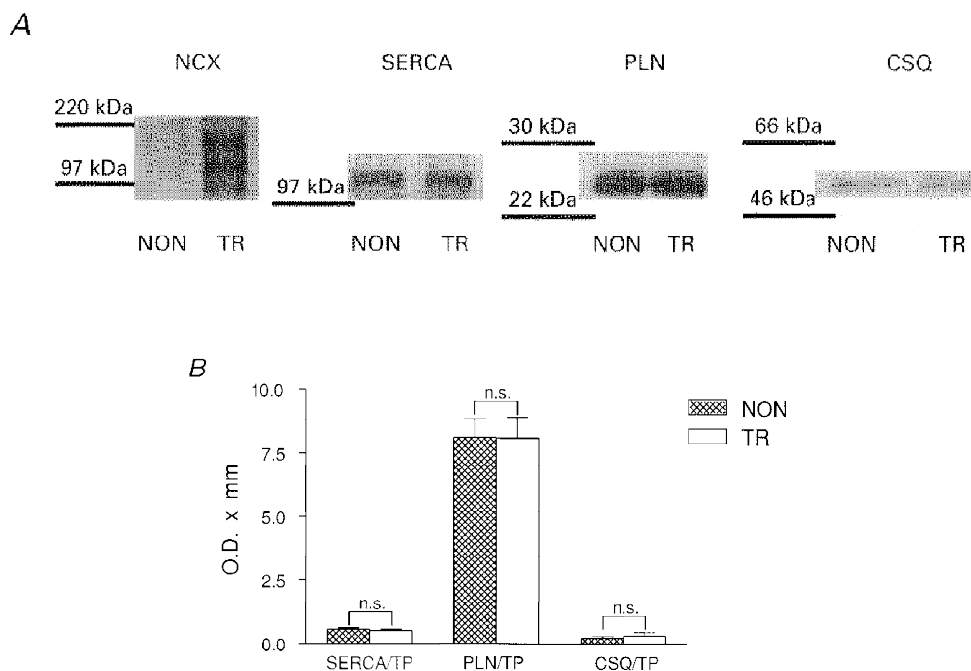 A
NCX SERCA PLN CSQ
220 kDa
97 kDa
97 kDa
30 kDa
22 kDa
66 kDa
46 kDa
NON TR NON TR NON TR NON TR
B
10.0
7.5
5.0
2.5
0.0
O.D. x mm
n.s.
n.s.
n.s.
NON
TR
SERCA/TP PLN/TP CSQ/TP